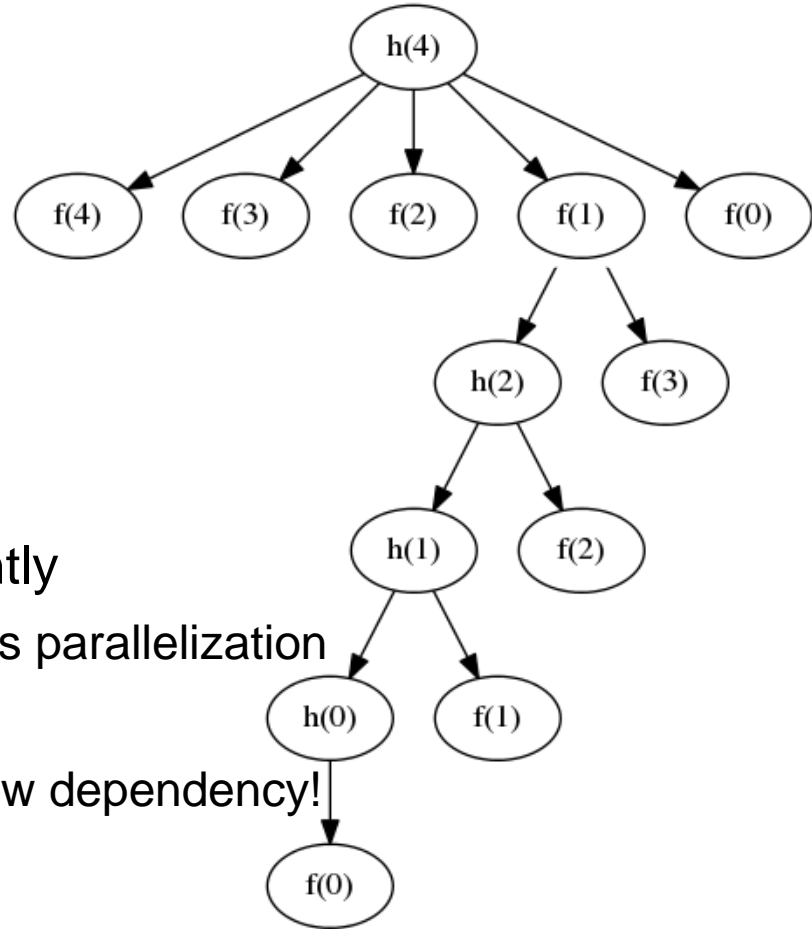 h(4)
f(4) f(3) f(2) f(1) f(0)
h(2) f(3)
h(1) f(2)
ntly
s parallelization
h(0) f(1)
w dependency!
f(0)